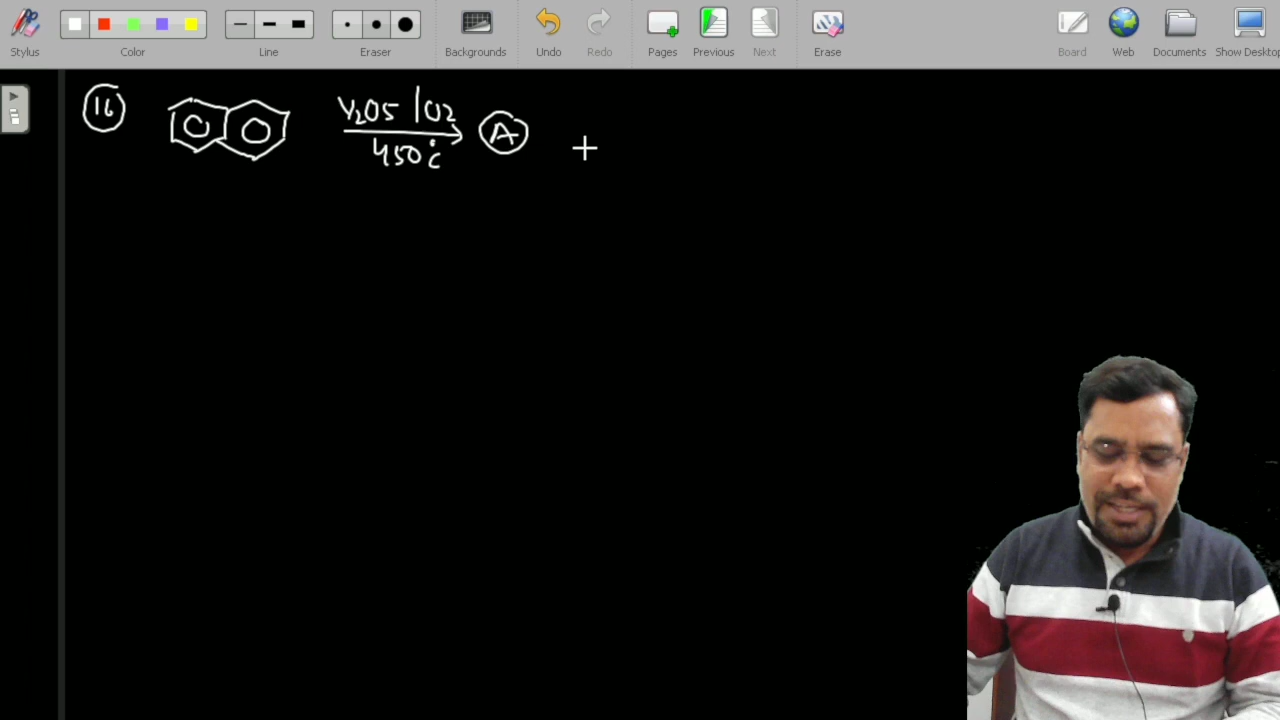 Stylus Color Line Eraser Backgrounds Undo Redo Pages Previous Next Erase Board Web Documents Show Desktop
16 V2O5 / O2 A +
450°C